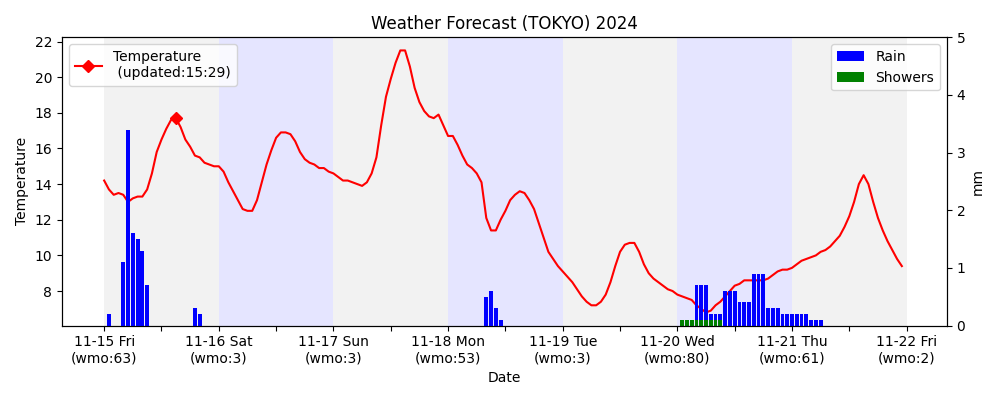 Weather Forecast (TOKYO) 2024
Temperature
(updated:15:29)
Rain
Showers
Temperature
22
20
18
16
14
12
10
8
5
4
3
2
1
0
mm
11-15 Fri
(wmo:63)
11-16 Sat
(wmo:3)
11-17 Sun
(wmo:3)
11-18 Mon
(wmo:53)
11-19 Tue
(wmo:3)
11-20 Wed
(wmo:80)
11-21 Thu
(wmo:61)
11-22 Fri
(wmo:2)
Date